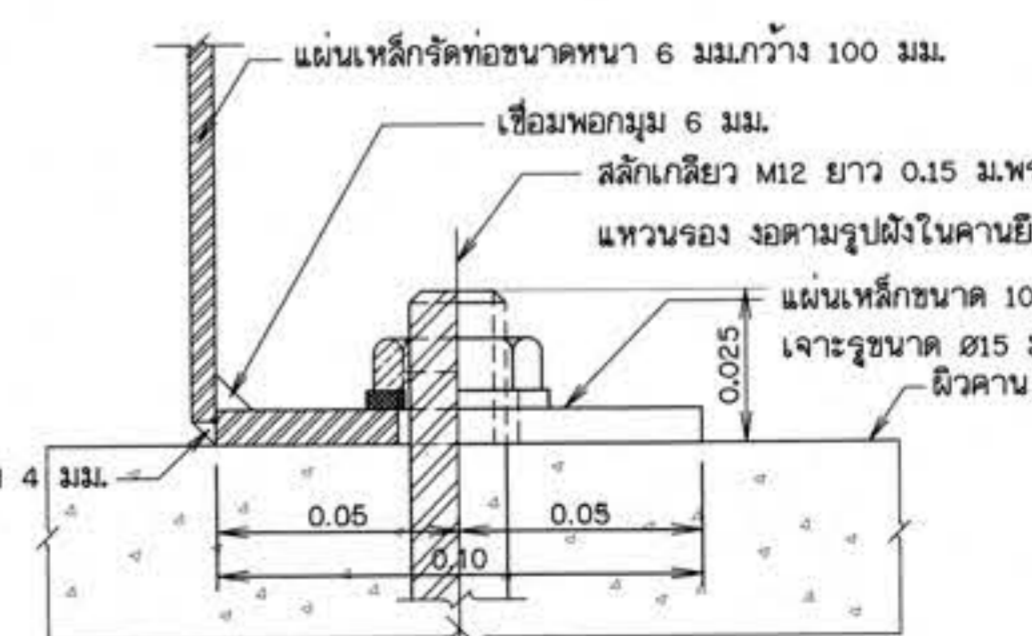 แผ่นเหล็กรัดท่อขนาดหนา 6 มม.กว้าง 100 มม.
เชื่อมพอกมุม 6 มม.
สลักเกลียว M12 ยาว 0.15 ม.
แหวนรอง งอตามรูปฝังในคานยึ
แผ่นเหล็กขนาด 10
เจาะรูขนาด Ø15
0.025
ผิวคาน
4 มม.
0.05
0.05
0.10